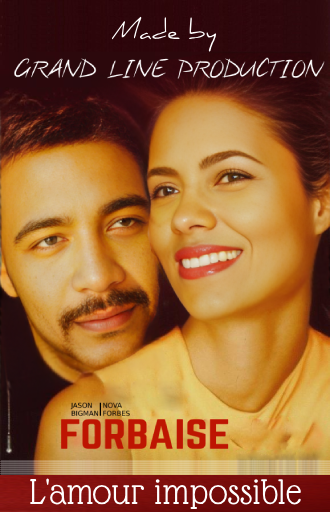 Made by
GRAND LINE PRODUCTION
JASON BIGMAN | NOVA FORBES
FORBAISE
L'amour impossible